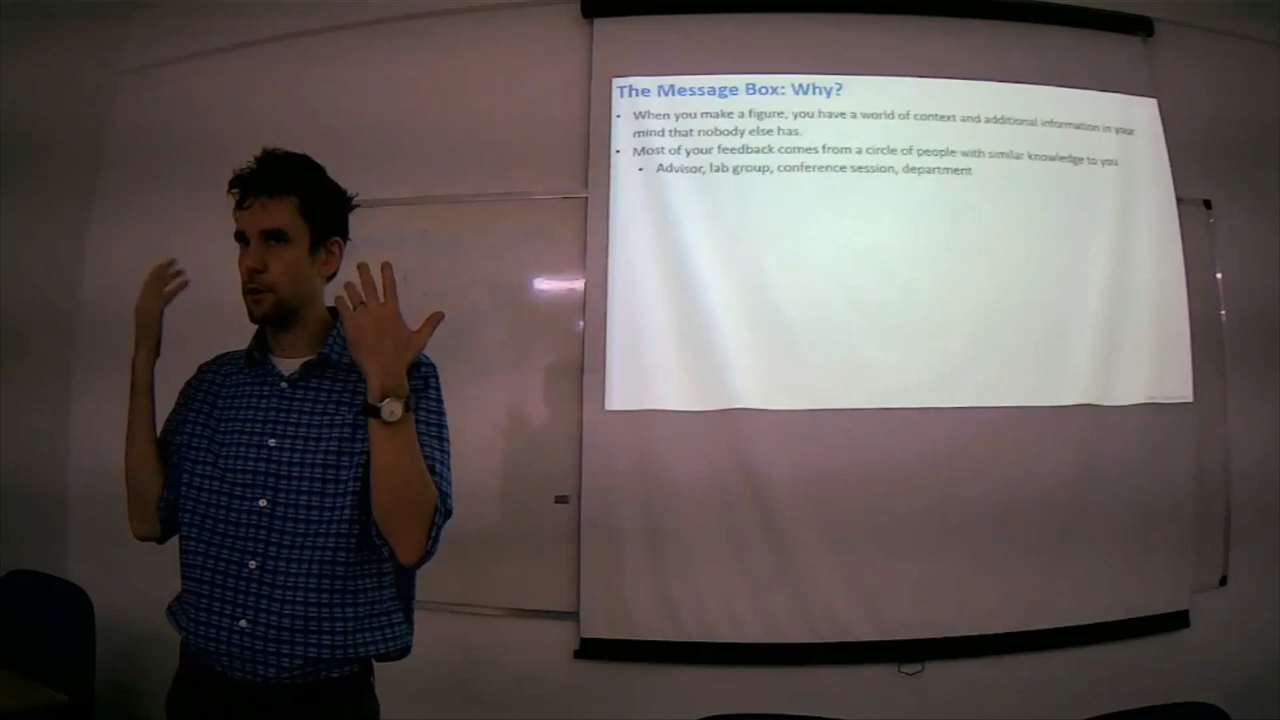 The Message Box: Why?
• When you make a figure, you have a world of context and additional information in your
mind that nobody else has.
• Most of your feedback comes from a circle of people with similar knowledge to you
• Advisor, lab group, conference session, department